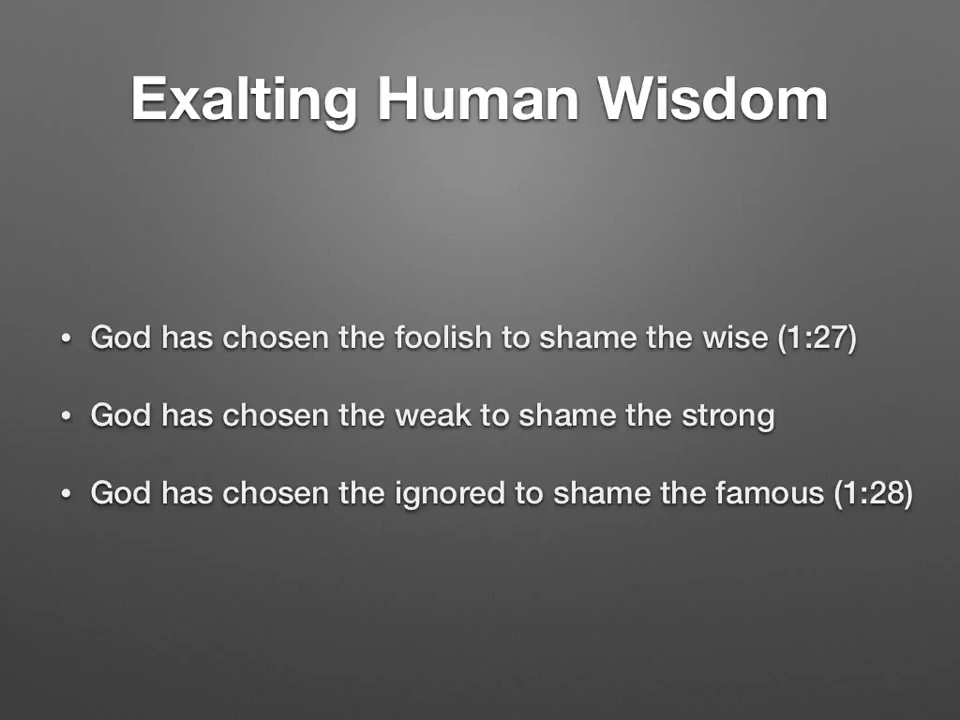 Exalting Human Wisdom
• God has chosen the foolish to shame the wise (1:27)
• God has chosen the weak to shame the strong
• God has chosen the ignored to shame the famous (1:28)